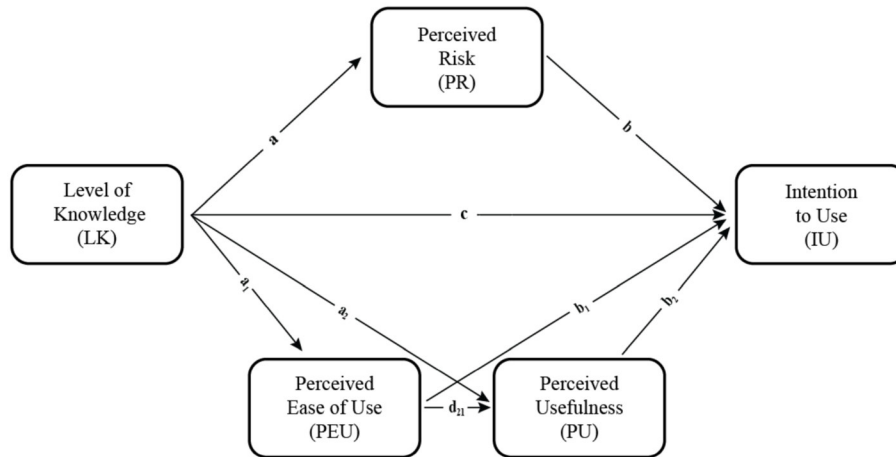 Perceived
Risk
(PR)
a
b
Level of
Knowledge
(LK)
c
Intention
to Use
(IU)
a₁
a₂
b₁
b₂
Perceived
Ease of Use
(PEU)
d₂₁
Perceived
Usefulness
(PU)